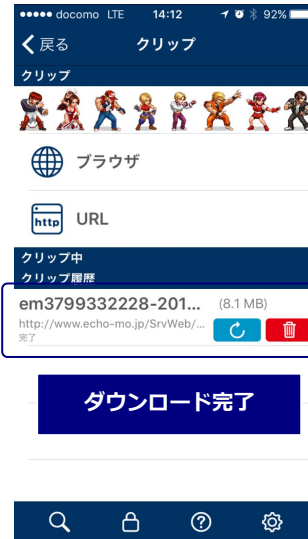 docomo LTE 14:12 92%
戻る クリップ
クリップ
ブラウザ
http URL
クリップ中
クリップ履歴
em3799332228-201... (8.1 MB)
http://www.echo-mo.jp/SrvWeb/...
完了
ダウンロード完了